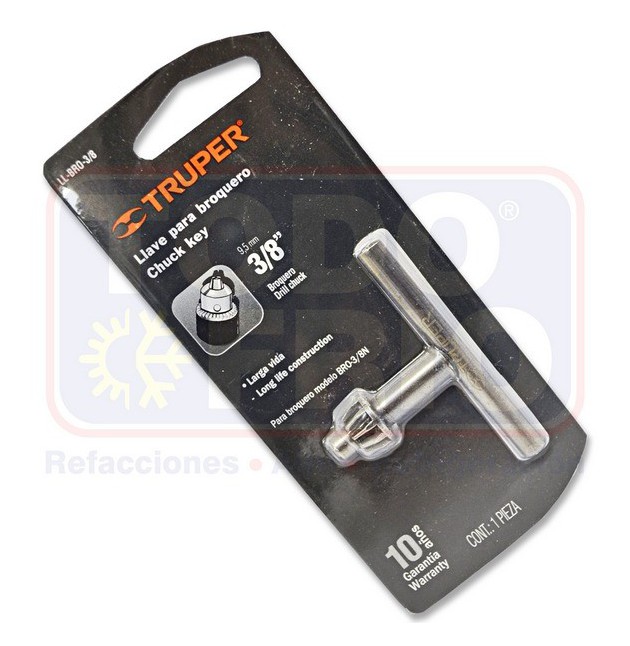 LL-BRO-3/8
TRUPER®
Llave para broquero
Chuck key
9,5 mm
3/8"
Broquero
Drill chuck
• Larga vida
- Long life construction
Para broquero modelo BRO-3/8N
TRUPER
10 años
Garantía
Warranty
CONT.: 1 PIEZA
TODO
FRIO
®
Refacciones •